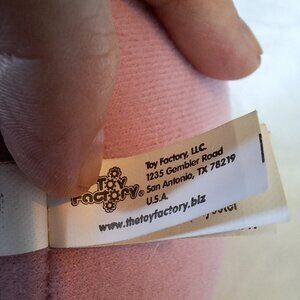 Toy Factory, LLC.
1235 Gembler Road
San Antonio, TX 78219
U.S.A.
TOY
FACTORY®
www.thetoyfactory.biz